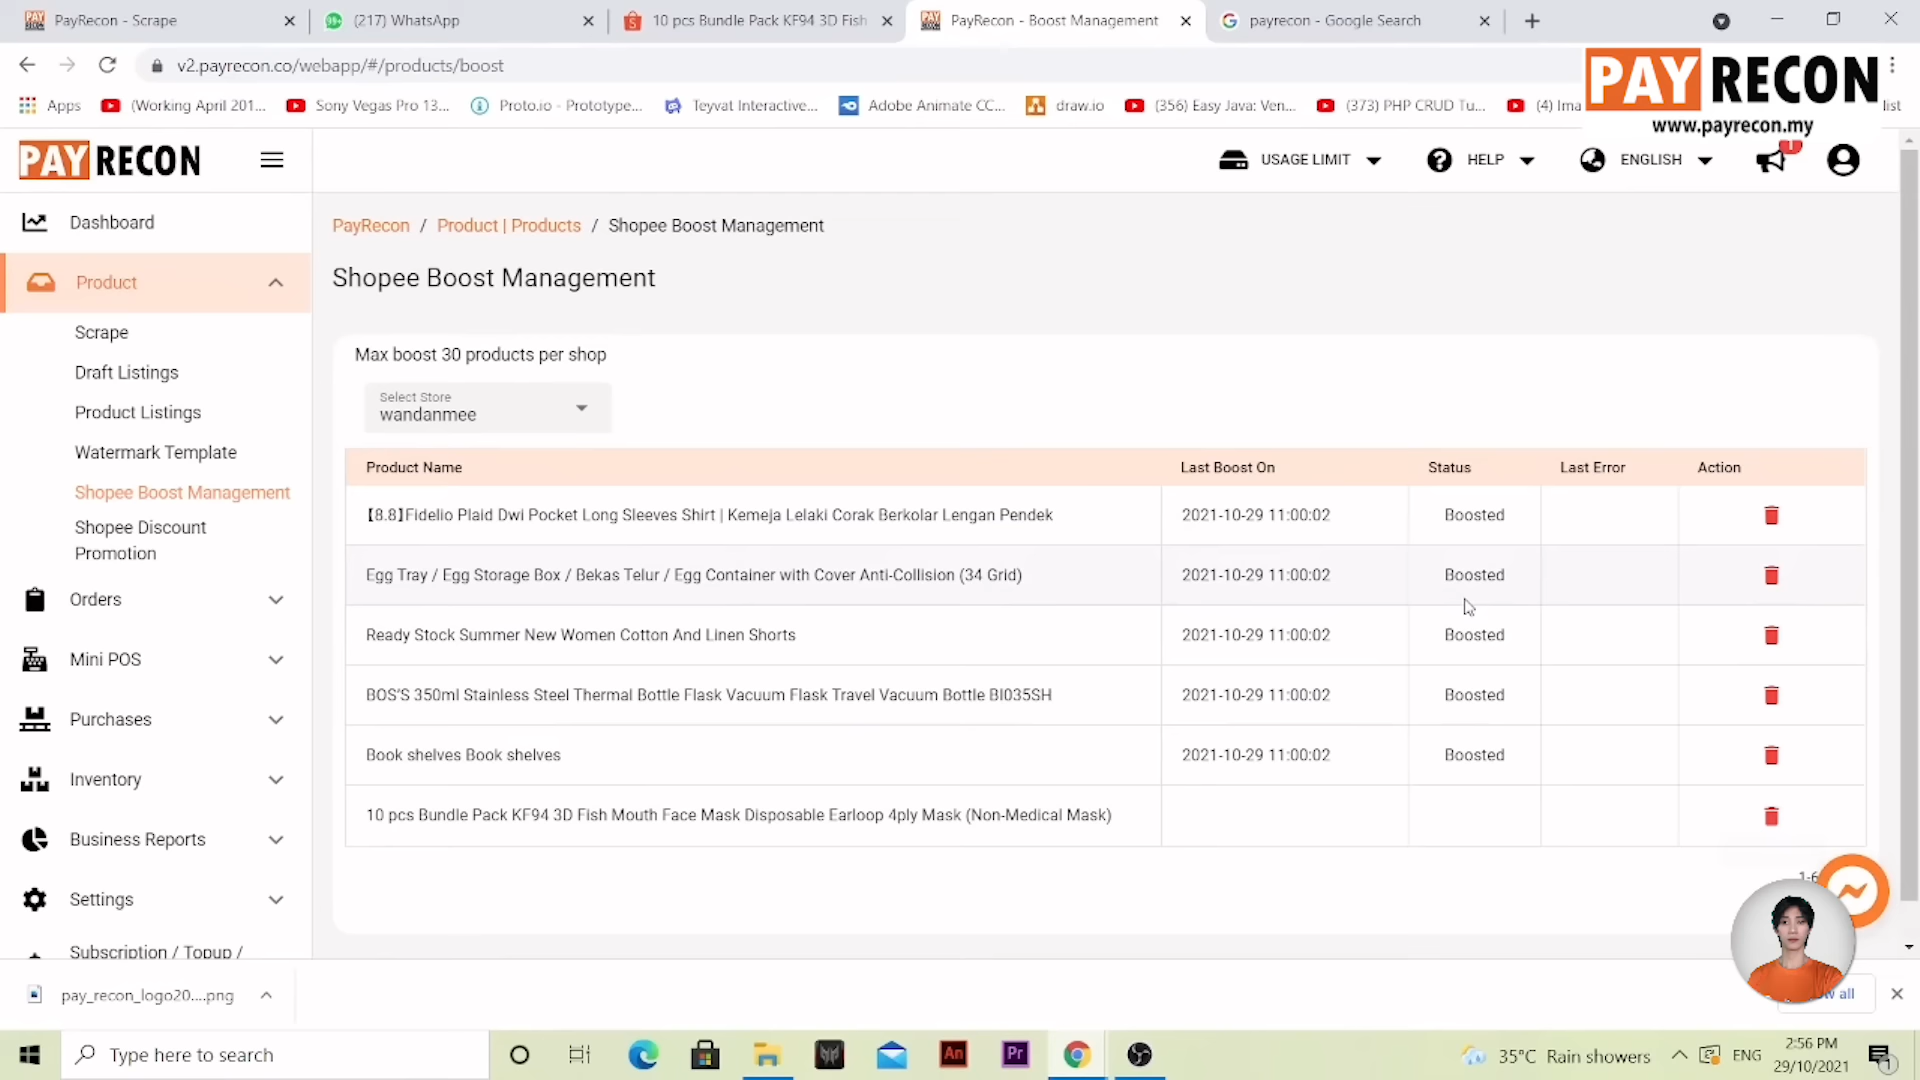 PayRecon - Scrape
(217) WhatsApp
10 pcs Bundle Pack KF94 3D Fish
PayRecon - Boost Management
payrecon - Google Search
v2.payrecon.co/webapp/#/products/boost
PAY RECON
www.payrecon.my
Apps
(Working April 201...
Sony Vegas Pro 13...
Proto.io - Prototype...
Teyvat Interactive...
Adobe Animate CC...
draw.io
(356) Easy Java: Ven...
(373) PHP CRUD Tu...
(4) Ima
list
PAY RECON
USAGE LIMIT
HELP
ENGLISH
Dashboard
Product
Scrape
Draft Listings
Product Listings
Watermark Template
Shopee Boost Management
Shopee Discount
Promotion
Orders
Mini POS
Purchases
Inventory
Business Reports
Settings
Subscription / Topup /
PayRecon / Product | Products / Shopee Boost Management
Shopee Boost Management
Max boost 30 products per shop
Select Store
wandanmee
Product Name Last Boost On Status Last Error Action
【8.8】Fidelio Plaid Dwi Pocket Long Sleeves Shirt | Kemeja Lelaki Corak Berkolar Lengan Pendek 2021-10-29 11:00:02 Boosted
Egg Tray / Egg Storage Box / Bekas Telur / Egg Container with Cover Anti-Collision (34 Grid) 2021-10-29 11:00:02 Boosted
Ready Stock Summer New Women Cotton And Linen Shorts 2021-10-29 11:00:02 Boosted
BOS'S 350ml Stainless Steel Thermal Bottle Flask Vacuum Flask Travel Vacuum Bottle BI035SH 2021-10-29 11:00:02 Boosted
Book shelves Book shelves 2021-10-29 11:00:02 Boosted
10 pcs Bundle Pack KF94 3D Fish Mouth Face Mask Disposable Earloop 4ply Mask (Non-Medical Mask)
1-6
pay_recon_logo20....png
all
Type here to search
An
Pr
35°C Rain showers
ENG
2:56 PM
29/10/2021
1